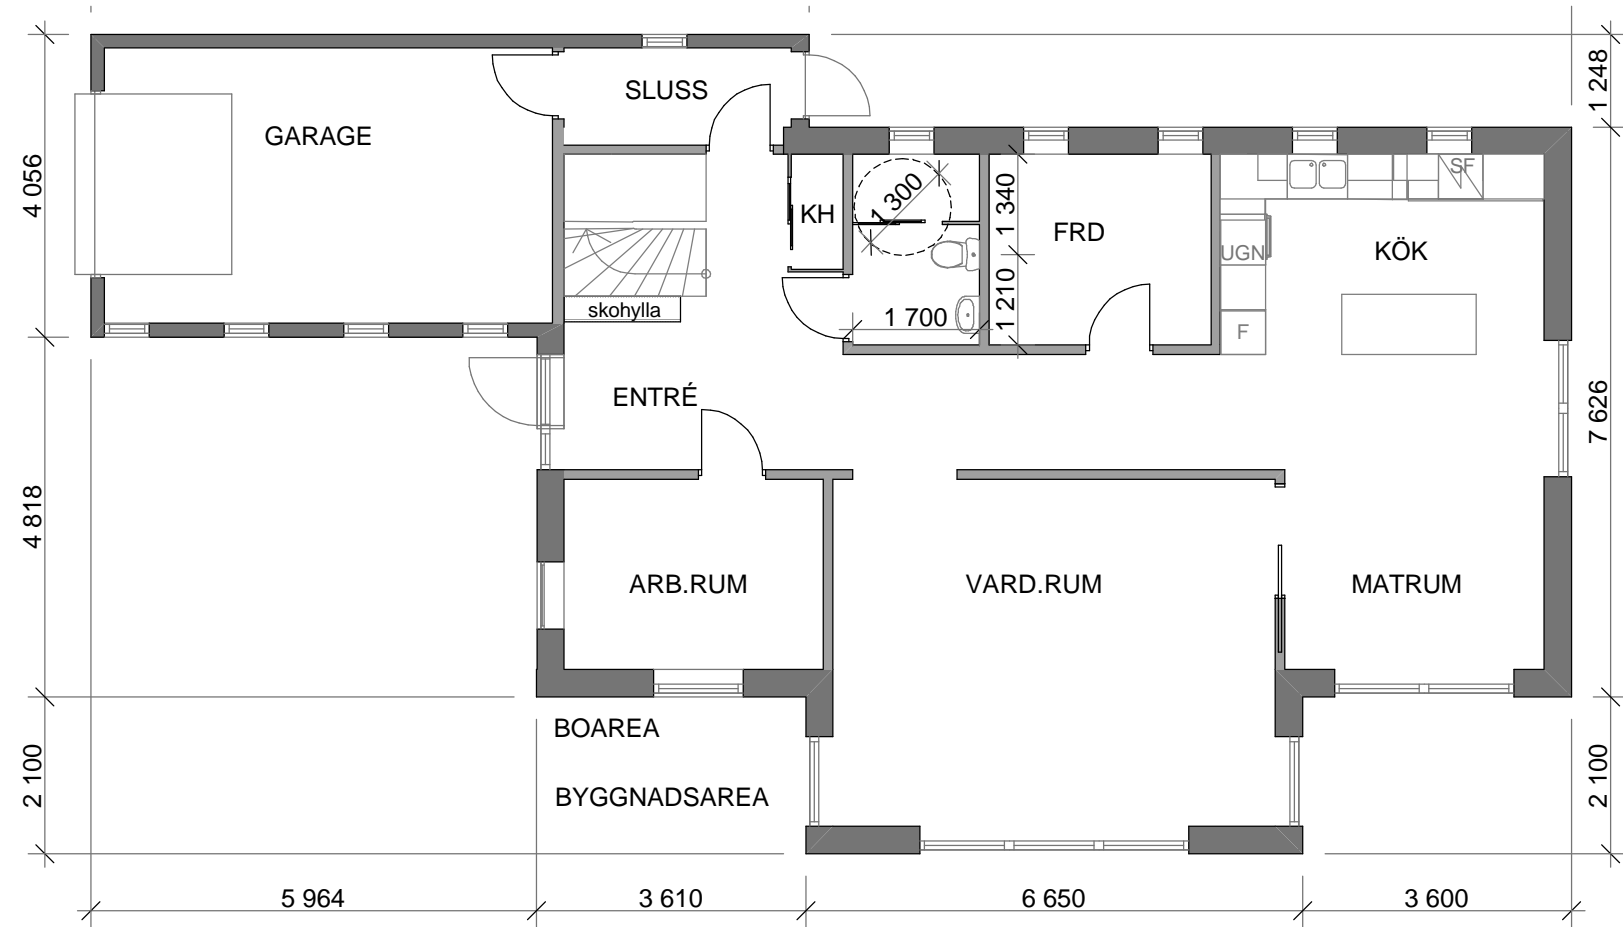 1 248
SLUSS
GARAGE
SF
4 056
1 300
1 340
KH
FRD
UGN
KÖK
1 210
skohylla
1 700
F
ENTRÉ
7 626
4 818
ARB.RUM
VARD.RUM
MATRUM
BOAREA
2 100
2 100
BYGGNADSAREA
5 964
3 610
6 650
3 600